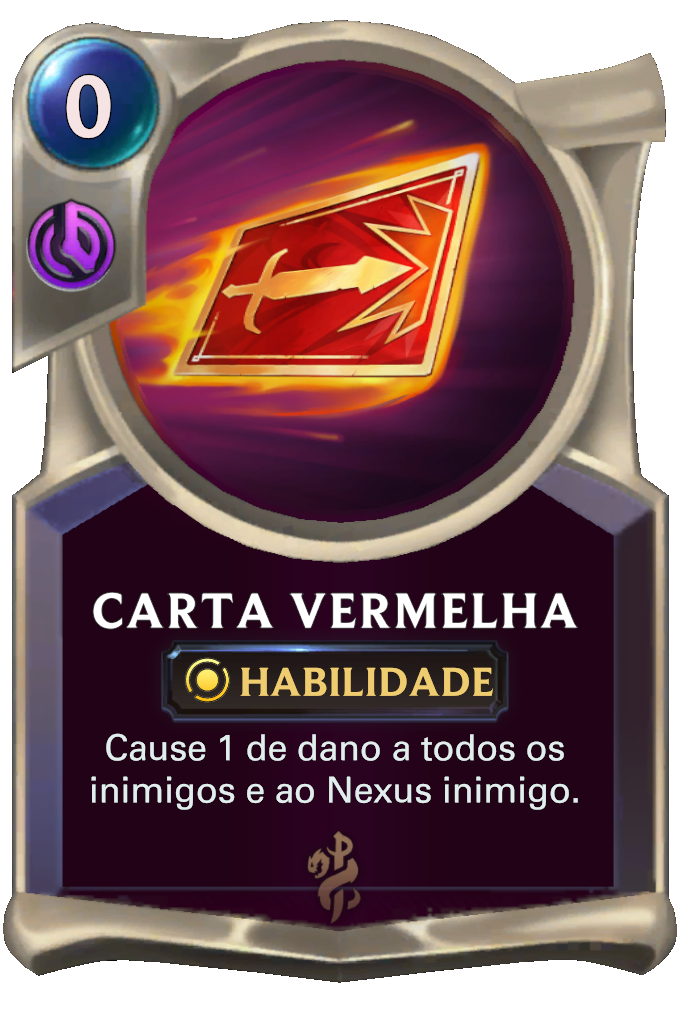 0
CARTA VERMELHA
HABILIDADE
Cause 1 de dano a todos os
inimigos e ao Nexus inimigo.